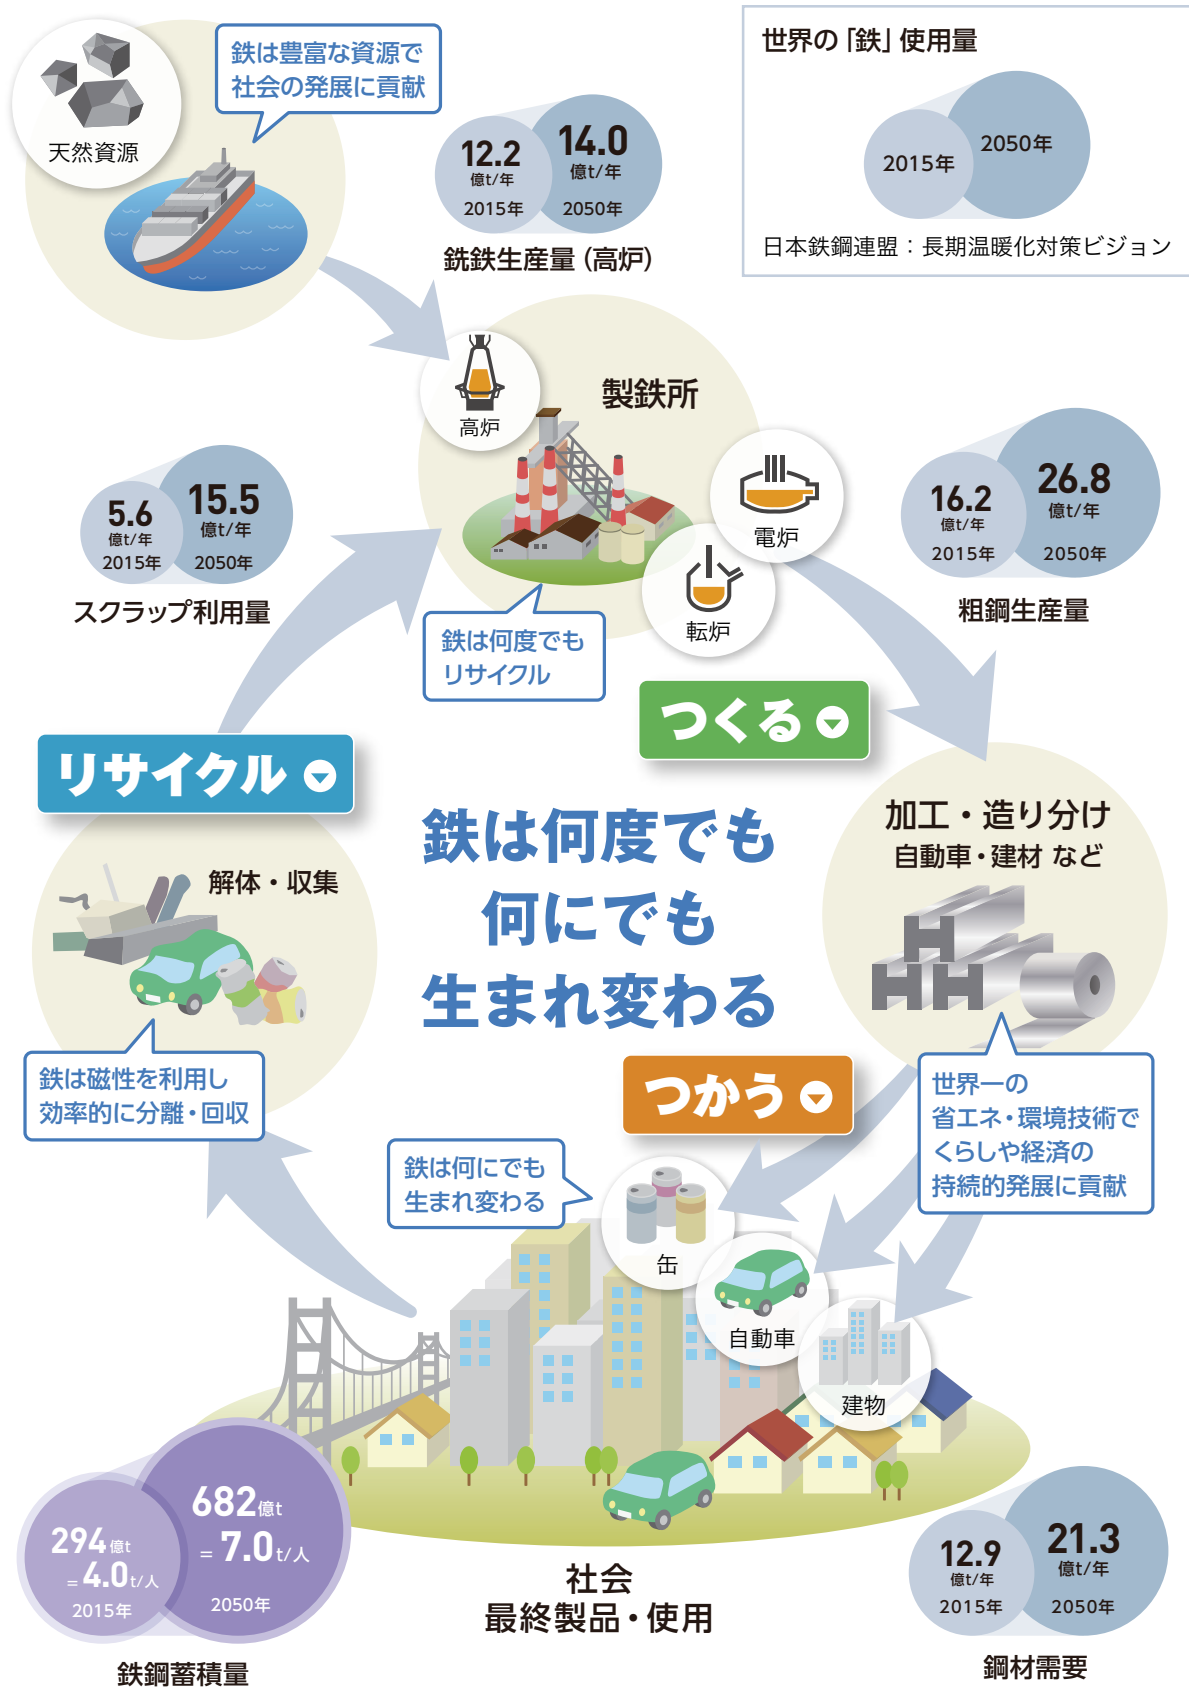 鉄は豊富な資源で
社会の発展に貢献
天然資源
12.2
億t/年
2015年
14.0
億t/年
2050年
銑鉄生産量（高炉）
世界の「鉄」使用量
2015年
2050年
日本鉄鋼連盟：長期温暖化対策ビジョン
製鉄所
高炉
電炉
転炉
5.6
億t/年
2015年
15.5
億t/年
2050年
スクラップ利用量
16.2
億t/年
2015年
26.8
億t/年
2050年
粗鋼生産量
鉄は何度でも
リサイクル
つくる
リサイクル
鉄は何度でも
何にでも
生まれ変わる
加工・造り分け
自動車・建材 など
解体・収集
鉄は磁性を利用し
効率的に分離・回収
つかう
世界一の
省エネ・環境技術で
くらしや経済の
持続的発展に貢献
鉄は何にでも
生まれ変わる
缶
自動車
建物
294億t
=4.0t/人
2015年
682億t
=7.0t/人
2050年
鉄鋼蓄積量
社会
最終製品・使用
12.9
億t/年
2015年
21.3
億t/年
2050年
鋼材需要